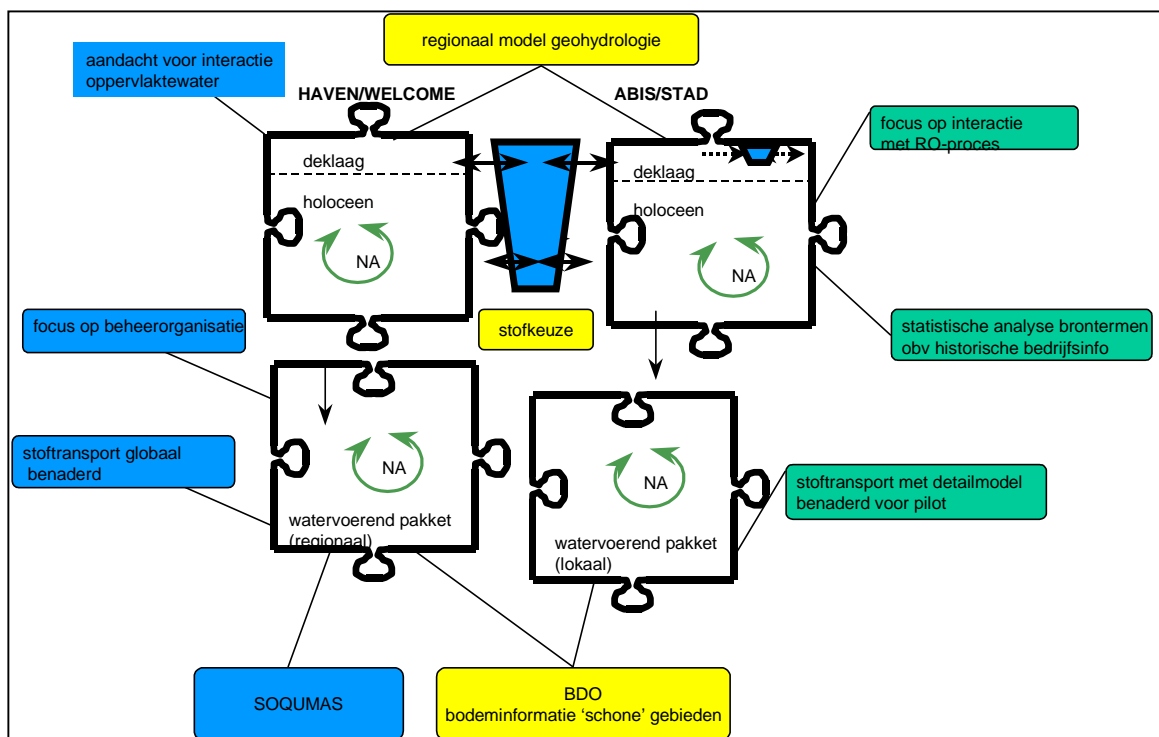 regionaal model geohydrologie
aandacht voor interactie
oppervlaktewater
HAVEN/WELCOME
ABIS/STAD
focus op interactie
met RO-proces
deklaag
holoceen
NA
deklaag
holoceen
NA
focus op beheerorganisatie
stofkeuze
statistische analyse brontermen
obv historische bedrijfsinfo
stoftransport globaal
benaderd
NA
watervoerend pakket
(regionaal)
NA
watervoerend pakket
(lokaal)
stoftransport met detailmodel
benaderd voor pilot
SOQUMAS
BDO
bodeminformatie ‘schone’ gebieden